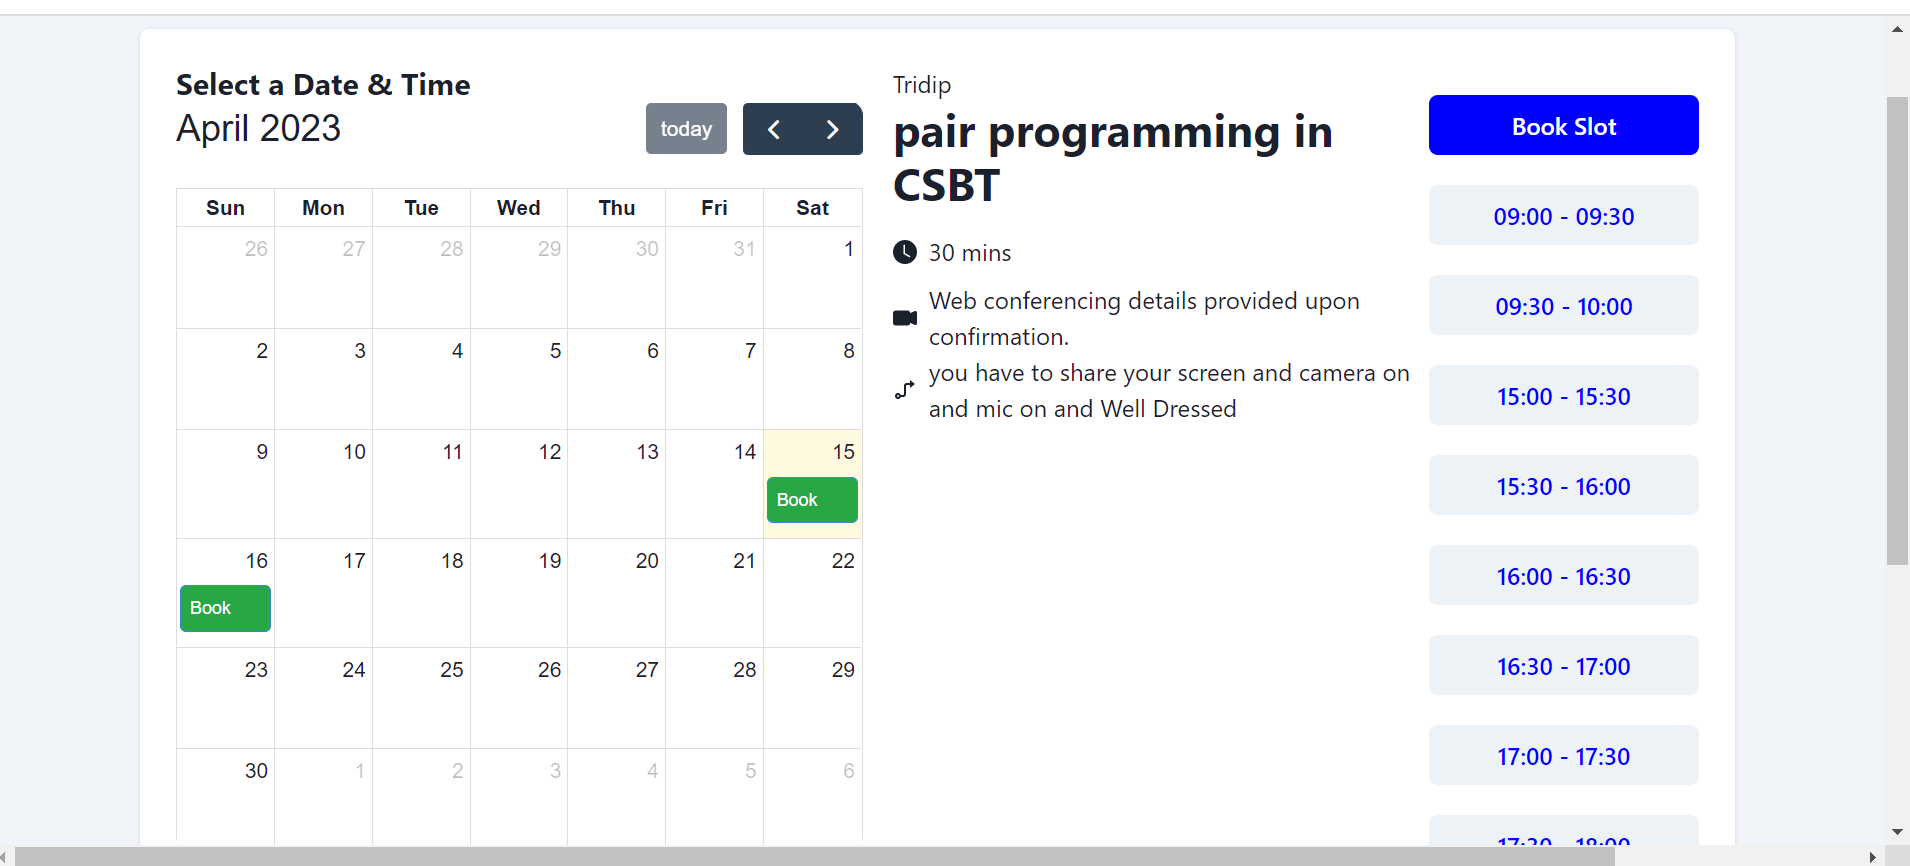 Select a Date & Time
April 2023
today
Sun Mon Tue Wed Thu Fri Sat
26 27 28 29 30 31 1
2 3 4 5 6 7 8
9 10 11 12 13 14 15
Book
16 17 18 19 20 21 22
Book
23 24 25 26 27 28 29
30 1 2 3 4 5 6
Tridip
pair programming in
CSBT
30 mins
Web conferencing details provided upon
confirmation.
you have to share your screen and camera on
and mic on and Well Dressed
Book Slot
09:00 - 09:30
09:30 - 10:00
15:00 - 15:30
15:30 - 16:00
16:00 - 16:30
16:30 - 17:00
17:00 - 17:30
17:30 - 18:00